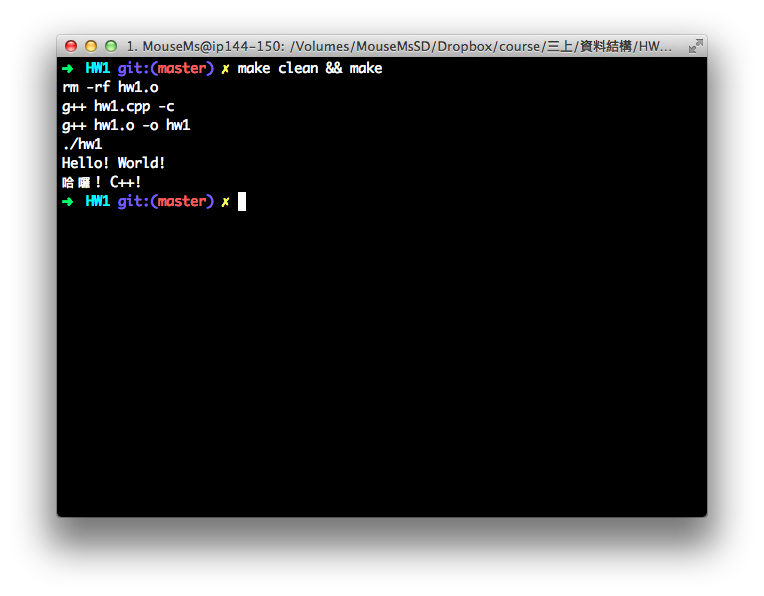 1. MouseMs@ip144-150: /Volumes/MouseMsSD/Dropbox/course/三上/資料結構/HW...
➜ HW1 git:(master) ✗ make clean && make
rm -rf hw1.o
g++ hw1.cpp -c
g++ hw1.o -o hw1
./hw1
Hello! World!
哈囉! C++!
➜ HW1 git:(master) ✗